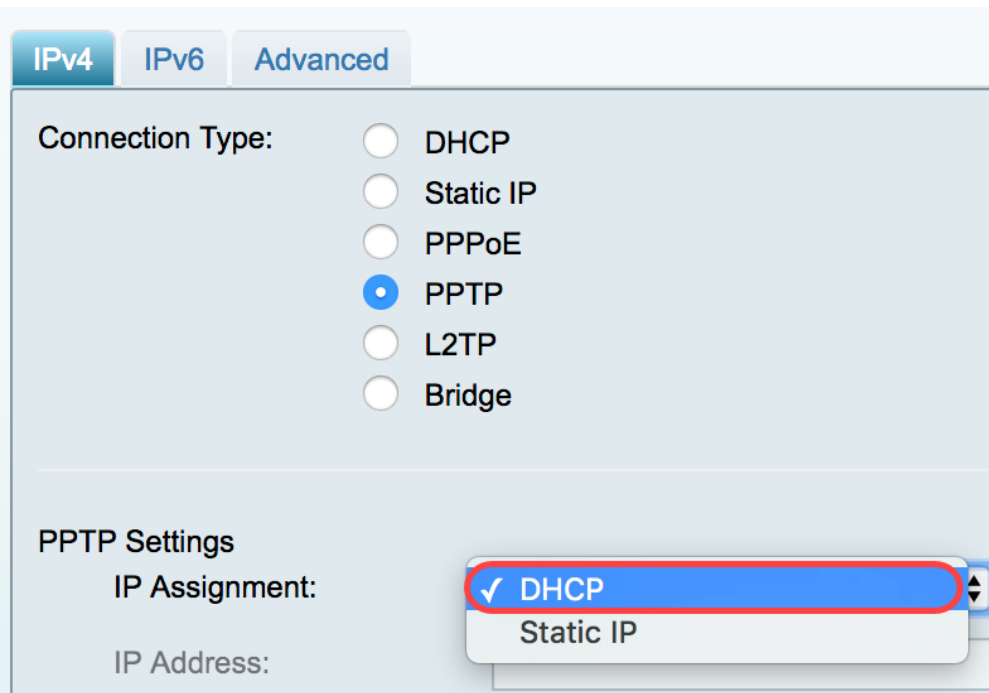 IPv4 IPv6 Advanced
Connection Type:
DHCP
Static IP
PPPoE
PPTP
L2TP
Bridge
PPTP Settings
IP Assignment:
✓ DHCP
Static IP
IP Address: